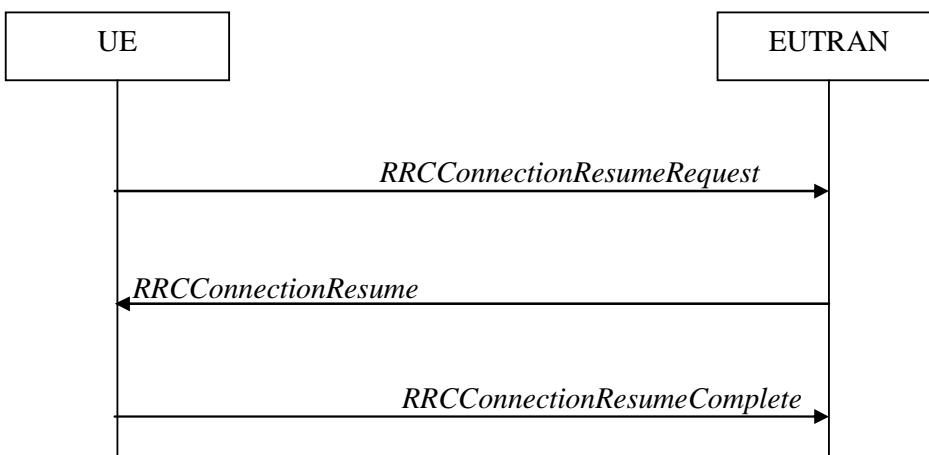 UE
EUTRAN
RRCConnectionResumeRequest
RRCConnectionResume
RRCConnectionResumeComplete